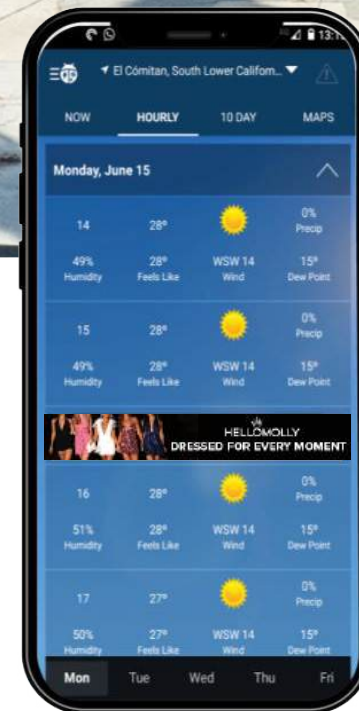 13:1
El Cómitan, South Lower Californ...
NOW HOURLY 10 DAY MAPS
Monday, June 15
14 28° 0%
Precip
49% 28° WSW 14 15°
Humidity Feels Like Wind Dew Point
15 28° 0%
Precip
49% 28° WSW 14 15°
Humidity Feels Like Wind Dew Point
HELLOMOLLY
DRESSED FOR EVERY MOMENT
16 28° 0%
Precip
51% 28° WSW 14 15°
Humidity Feels Like Wind Dew Point
17 27° 0%
Precip
50% 27° WSW 14 15°
Humidity Feels Like Wind Dew Point
Mon Tue Wed Thu Fri